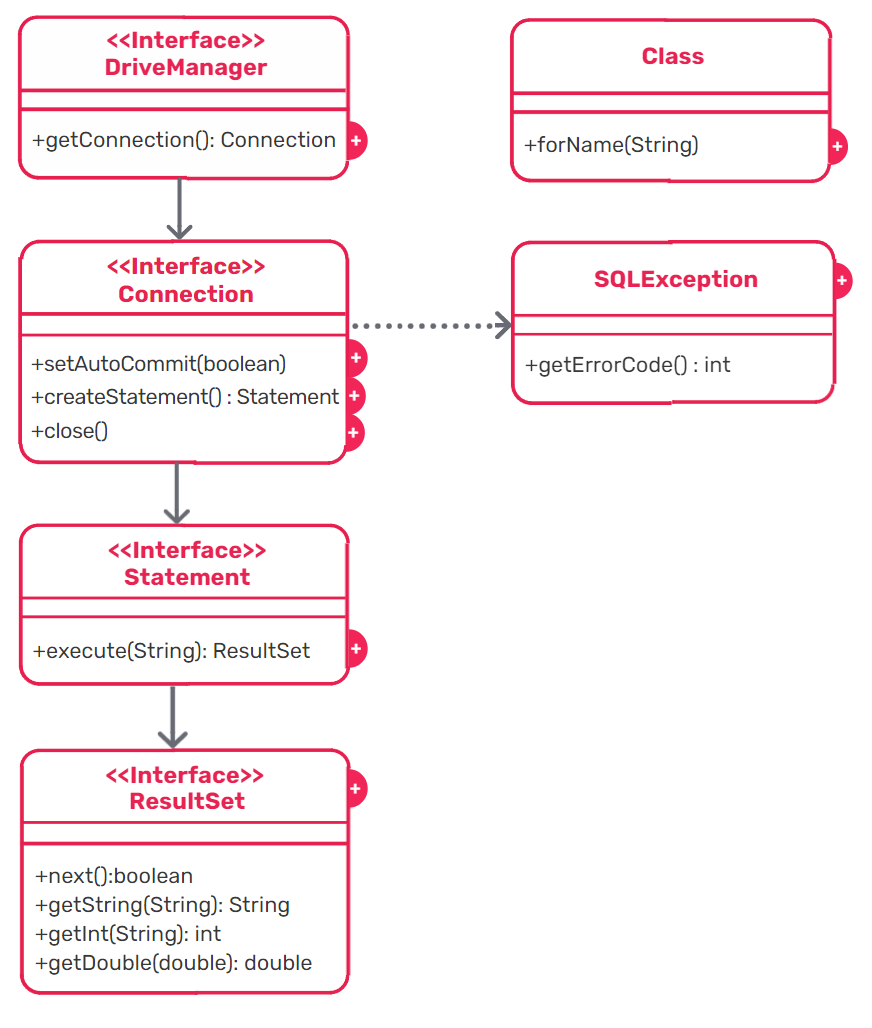 <<Interface>>
DriveManager
+getConnection(): Connection
+
Class
+forName(String)
+
<<Interface>>
Connection
+setAutoCommit(boolean)
+
+createStatement() : Statement
+
+close()
+
SQLException
+
+getErrorCode() : int
<<Interface>>
Statement
+execute(String): ResultSet
+
<<Interface>>
ResultSet
+
+next():boolean
+getString(String): String
+getInt(String): int
+getDouble(double): double